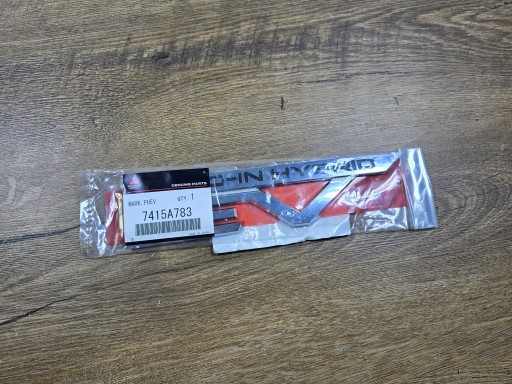 GENUINE PARTS
MARK, PHEV
QTY: 1
7415A783
-IN HYBRID